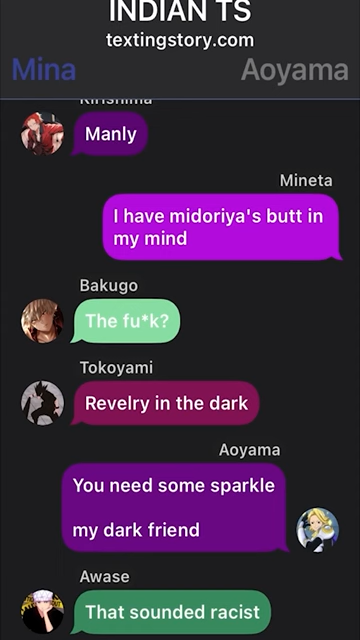 INDIAN TS
textingstory.com
Mina
Aoyama
Kirishima
Manly
Mineta
I have midoriya's butt in
my mind
Bakugo
The fu*k?
Tokoyami
Revelry in the dark
Aoyama
You need some sparkle
my dark friend
Awase
That sounded racist